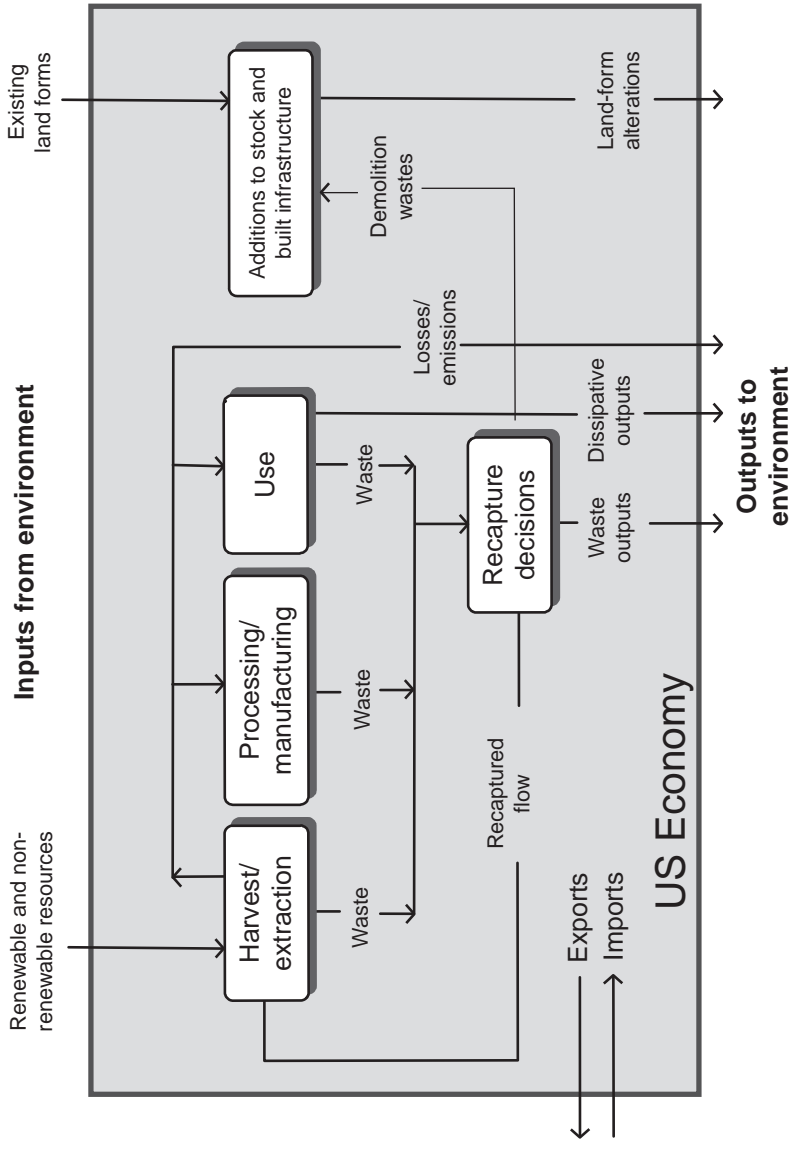 Inputs from environment
Renewable and non-
renewable resources
Existing
land forms
Harvest/
extraction
Processing/
manufacturing
Use
Additions to stock and
built infrastructure
Waste
Waste
Waste
Losses/
emissions
Demolition
wastes
Recaptured
flow
Recapture
decisions
Exports
Imports
US Economy
Waste
outputs
Dissipative
outputs
Land-form
alterations
Outputs to
environment